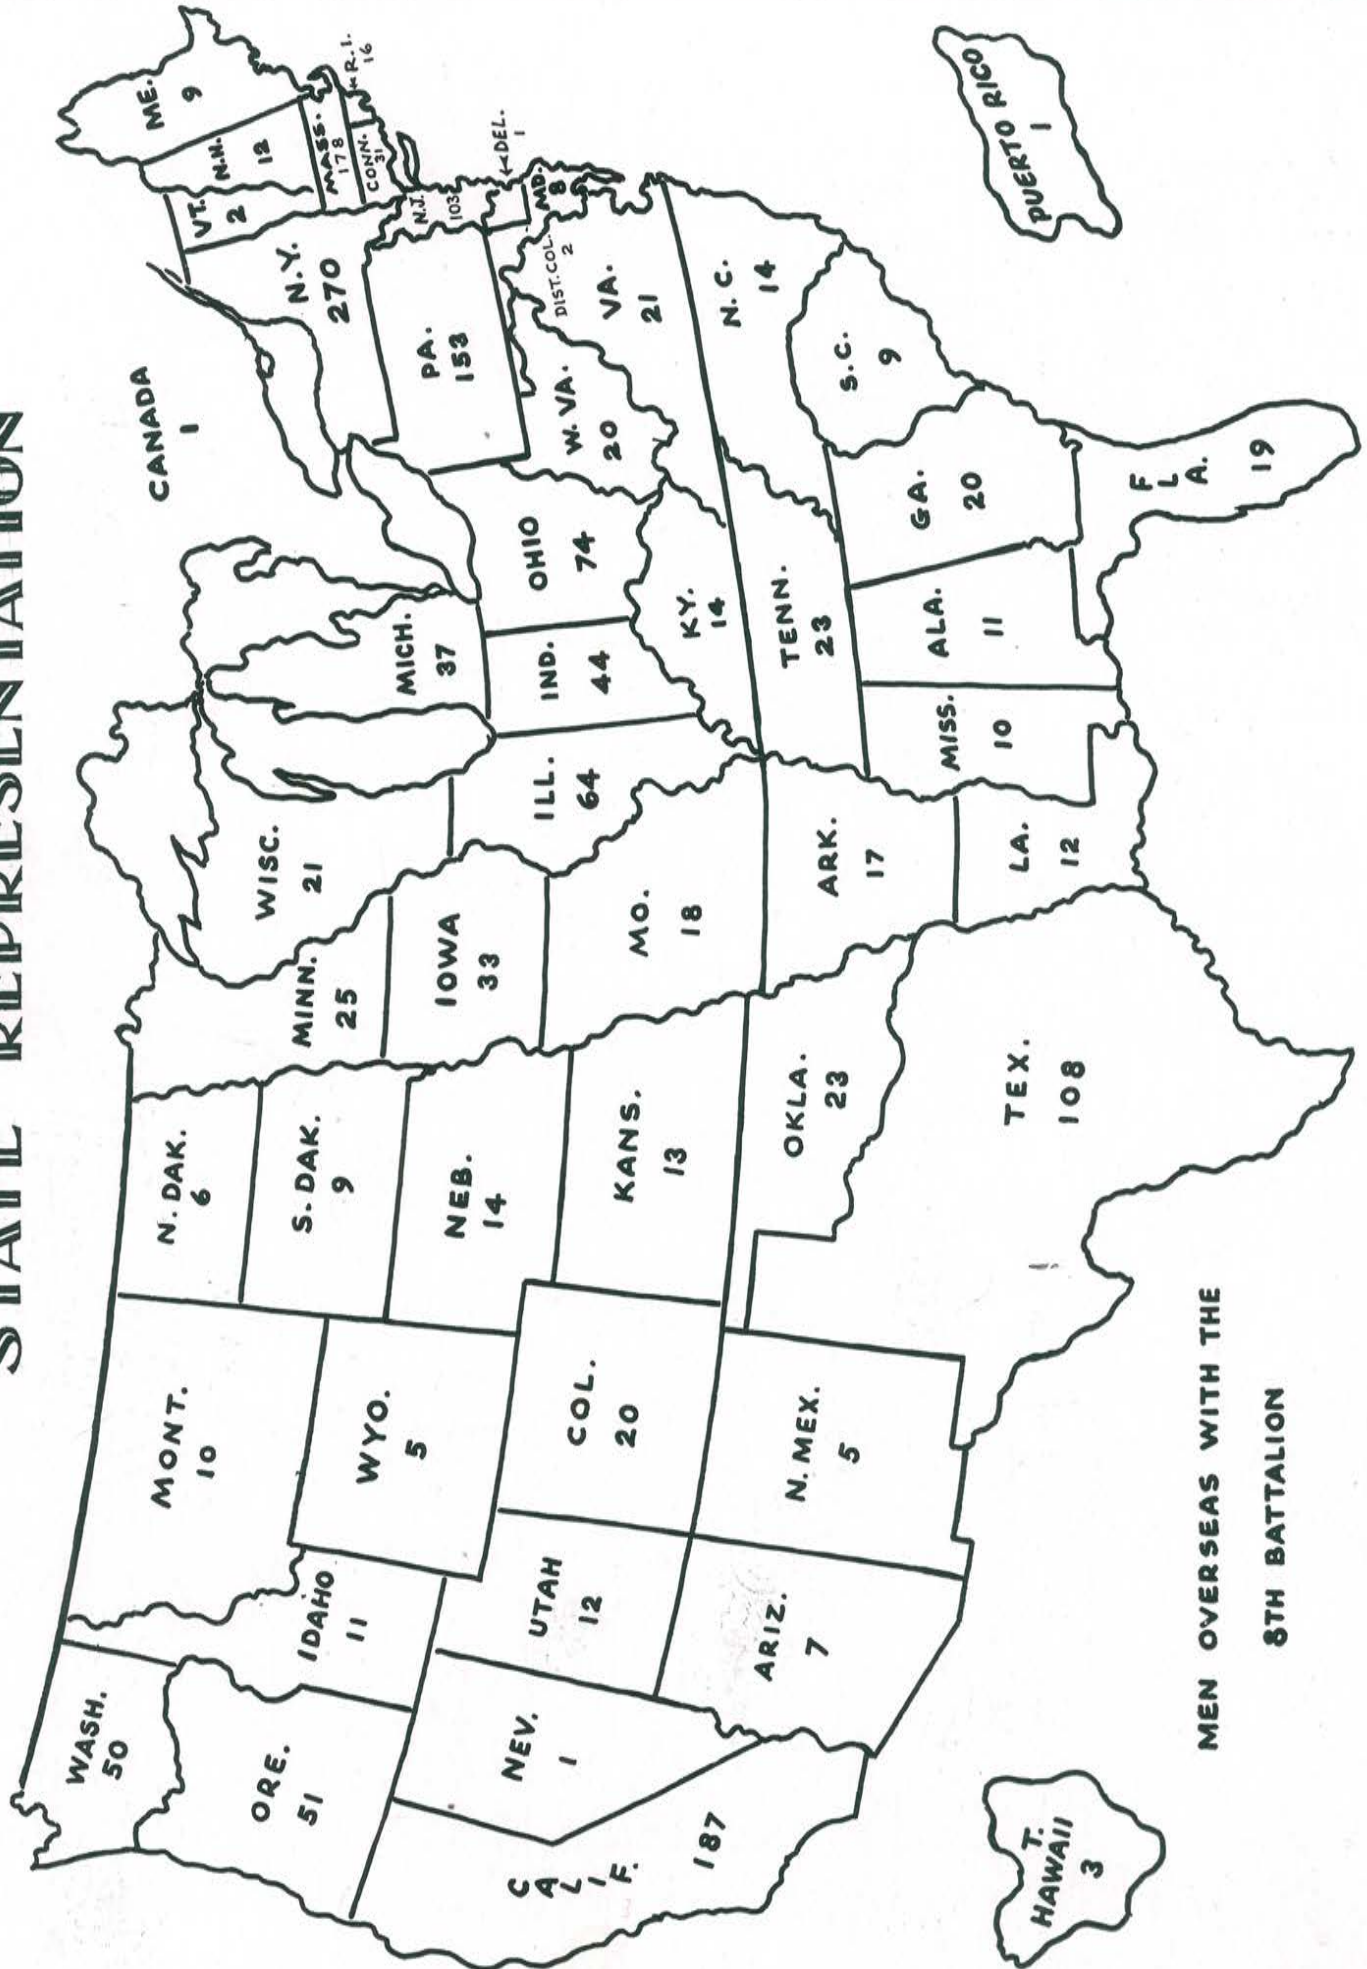 STATE REPRESENTATION
CANADA
1
WASH.
50
ORE.
51
CALIF.
187
NEV.
1
IDAHO
11
MONT.
10
WYO.
5
UTAH
12
ARIZ.
7
COL.
20
N. MEX.
5
N. DAK.
6
S. DAK.
9
NEB.
14
KANS.
13
OKLA.
23
TEX.
108
MINN.
25
IOWA
33
MO.
18
ARK.
17
LA.
12
WISC.
21
ILL.
64
MICH.
37
IND.
44
OHIO
74
KY.
14
TENN.
23
MISS.
10
ALA.
11
GA.
20
FLA.
19
S.C.
9
N.C.
14
VA.
21
W. VA.
20
DIST. COL.
2
MD.
8
DEL.
1
PA.
153
N.J.
103
N.Y.
270
CONN.
31
R.I.
16
MASS.
178
VT.
2
N.H.
12
ME.
9
T.
HAWAII
3
MEN OVERSEAS WITH THE
8TH BATTALION
PUERTO RICO
1